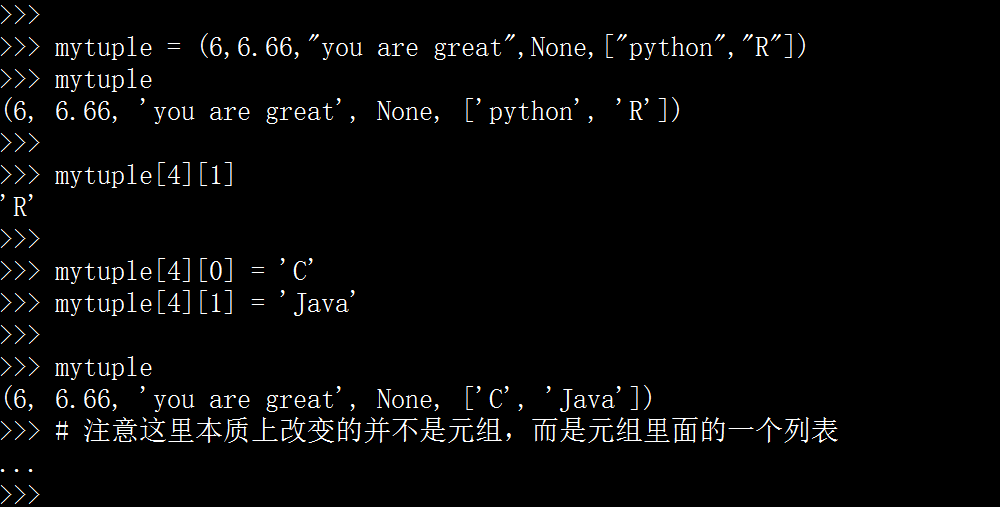 >>>
>>> mytuple = (6,6.66,"you are great",None,["python","R"])
>>> mytuple
(6, 6.66, 'you are great', None, ['python', 'R'])
>>>
>>> mytuple[4][1]
'R'
>>>
>>> mytuple[4][0] = 'C'
>>> mytuple[4][1] = 'Java'
>>>
>>> mytuple
(6, 6.66, 'you are great', None, ['C', 'Java'])
>>> # 注意这里本质上改变的并不是元组，而是元组里面的一个列表
...
>>>